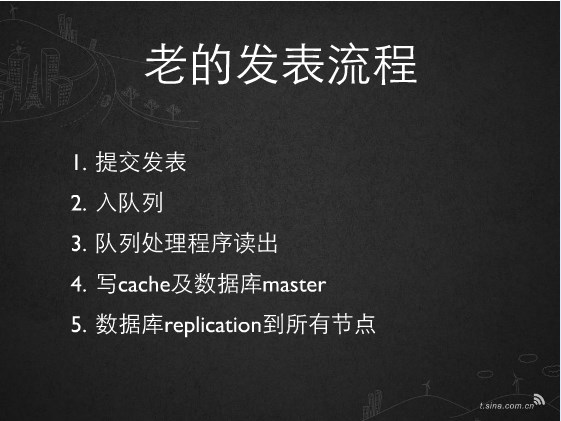 老的发表流程
1. 提交发表
2. 入队列
3. 队列处理程序读出
4. 写cache及数据库master
5. 数据库replication到所有节点
t.sina.com.cn